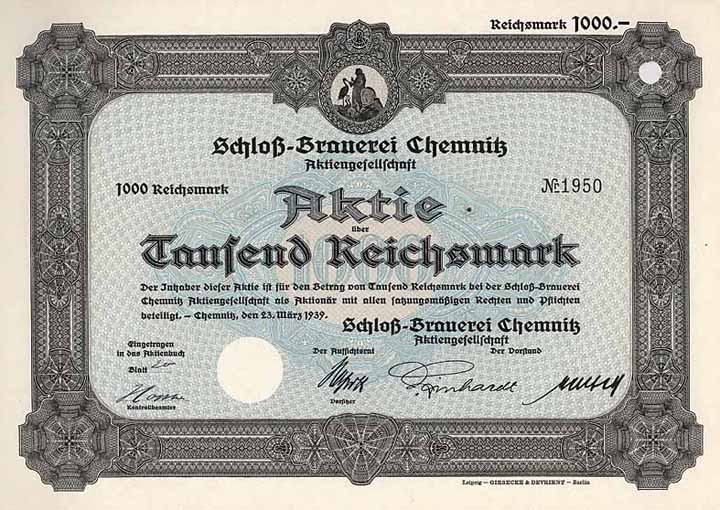 Reichsmark 1000.–
Schloß-Brauerei Chemnitz
Aktiengesellschaft
1000 Reichsmark
Nr. 1950
Aktie
über
Tausend Reichsmark
Der Inhaber dieser Aktie ist für den Betrag von Tausend Reichsmark bei der Schloß-Brauerei
Chemnitz Aktiengesellschaft als Aktionär mit allen satzungsmäßigen Rechten und Pflichten
beteiligt. – Chemnitz, den 23. März 1939.
Schloß-Brauerei Chemnitz
Aktiengesellschaft
Eingetragen
in das Aktienbuch
Blatt
Der Aufsichtsrat
Der Vorstand
Reinhardt
Kontrollbeamter
Vorsitzer
Leipzig – GIESECKE & DEVRIENT – Berlin